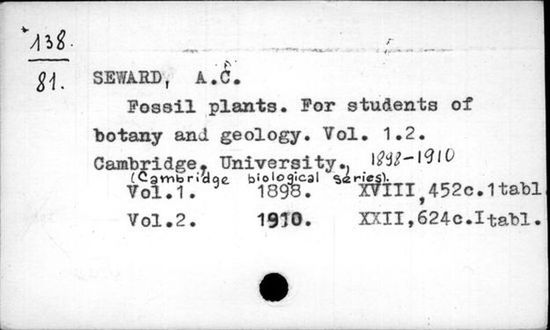 138.
81.
SEWARD, A.C.
Fossil plants. For students of
botany and geology. Vol. 1.2.
Cambridge, University., 1898-1910
(Cambridge biological series).
Vol.1. 1898. XVIII,452c.1tabl
Vol.2. 1910. XXII,624c.Itabl.